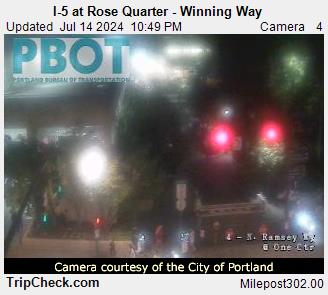 I-5 at Rose Quarter - Winning Way
Updated Jul 14 2024 10:49 PM Camera 4
PBOT
PORTLAND BUREAU OF TRANSPORTATION
4 - N. Ramsey Wy
@ One Ctr
Camera courtesy of the City of Portland
TripCheck.com Milepost302.00